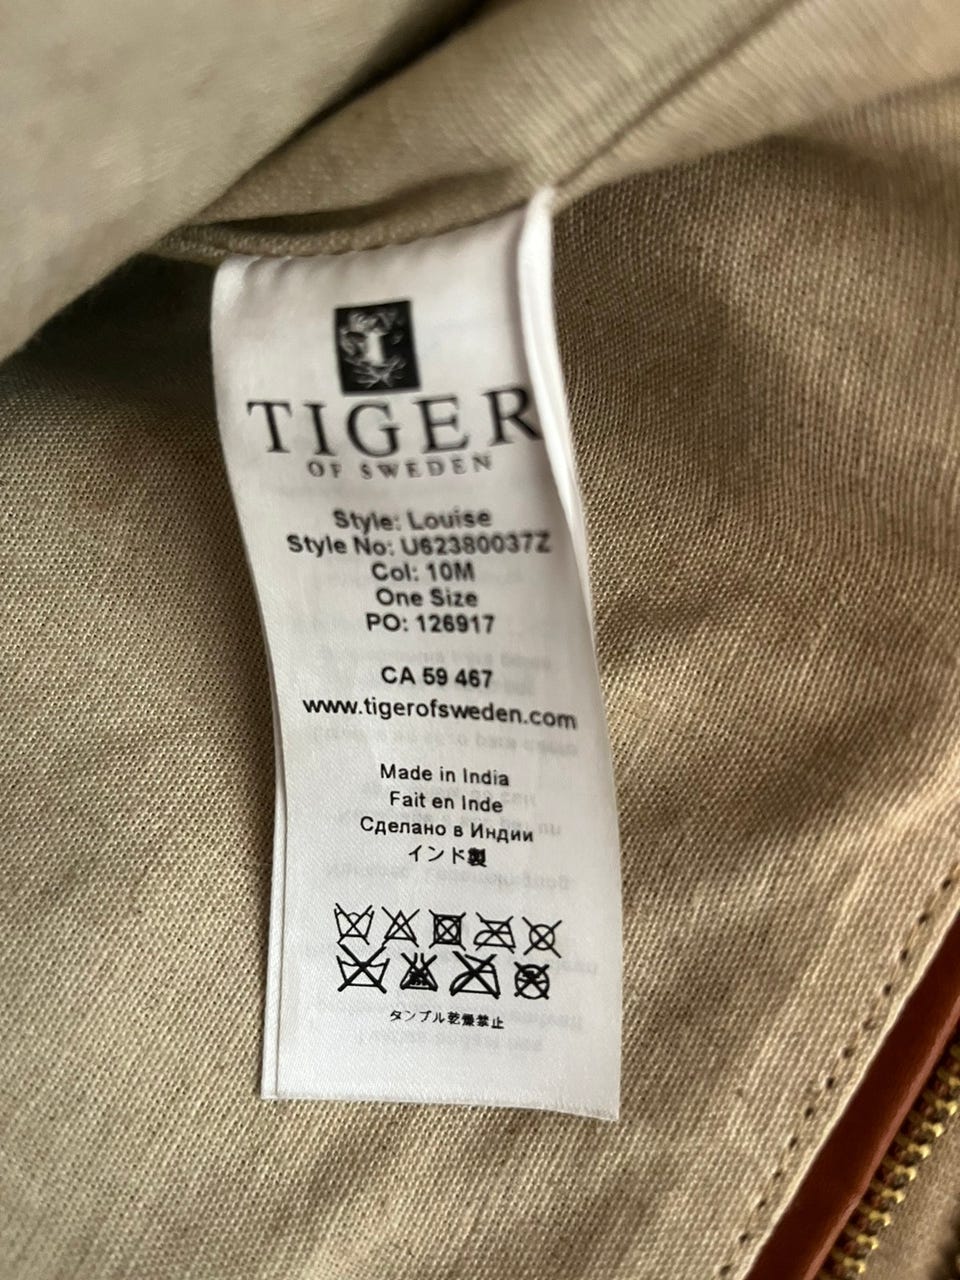 TIGER
OF SWEDEN
Style: Louise
Style No: U62380037Z
Col: 10M
One Size
PO: 126917
CA 59 467
www.tigerofsweden.com
Made in India
Fait en Inde
Сделано в Индии
インド製
タンブル乾燥禁止